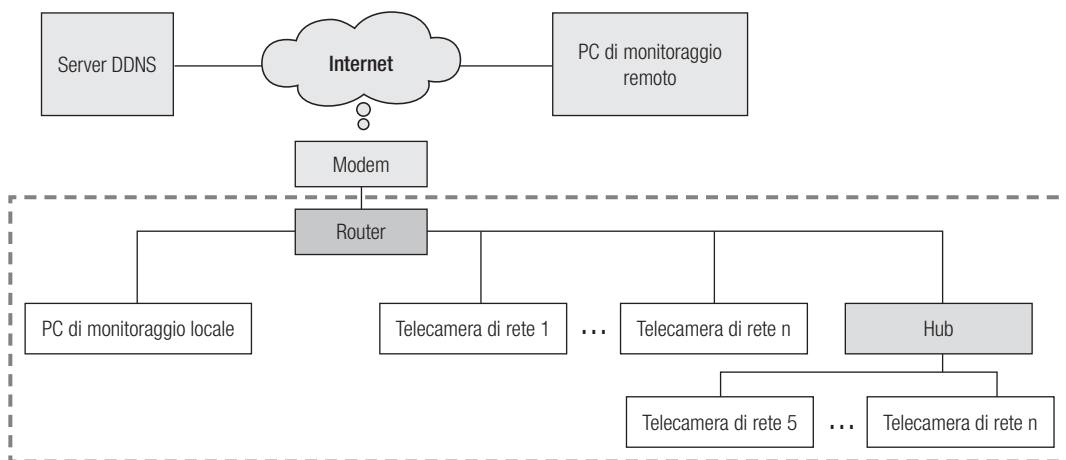 Server DDNS
Internet
PC di monitoraggio
remoto
Modem
Router
PC di monitoraggio locale
Telecamera di rete 1
...
Telecamera di rete n
Hub
Telecamera di rete 5
...
Telecamera di rete n